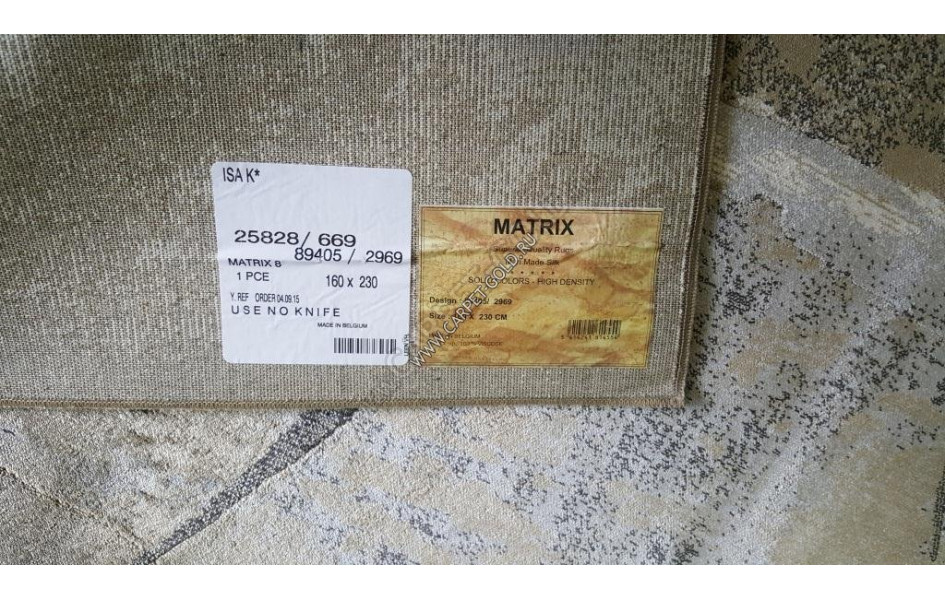 ISA K*
25828/ 669
89405/ 2969
MATRIX 8
1 PCE 160 x 230
Y. REF ORDER 04.09.15
USE NO KNIFE
MADE IN BELGIUM
MATRIX
Quality Rug
Made Silk
COLORS - HIGH DENSITY
Design 2969
Size X 230 CM
BELGIUM
WWW.CARPET-GOLD.RU